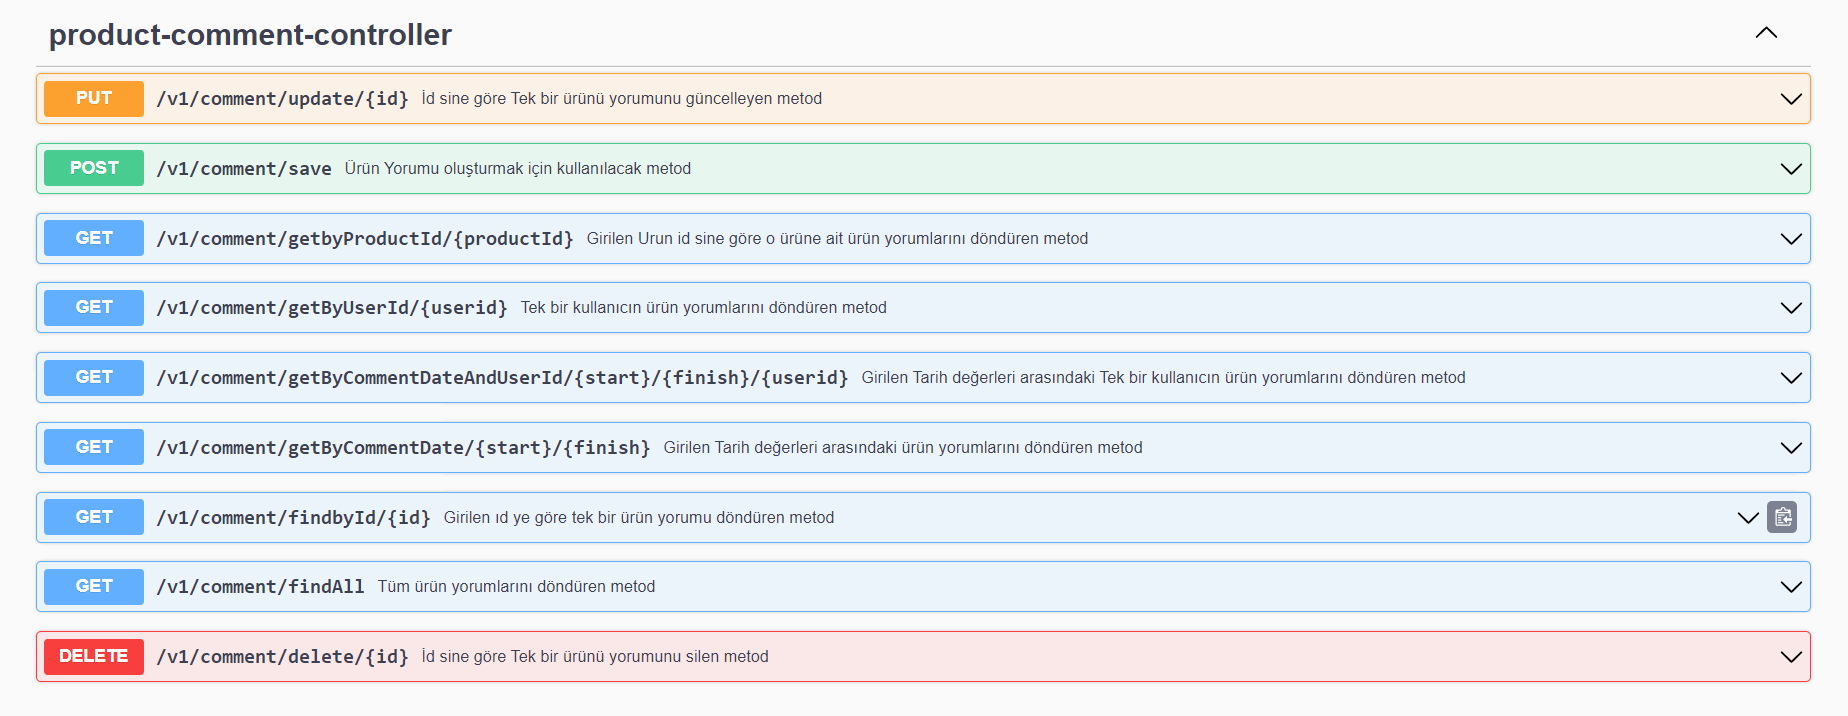 product-comment-controller
PUT /v1/comment/update/{id} İd sine göre Tek bir ürünü yorumunu güncelleyen metod
POST /v1/comment/save Ürün Yorumu oluşturmak için kullanılacak metod
GET /v1/comment/getbyProductId/{productId} Girilen Urun id sine göre o ürüne ait ürün yorumlarını döndüren metod
GET /v1/comment/getByUserId/{userid} Tek bir kullanıcın ürün yorumlarını döndüren metod
GET /v1/comment/getByCommentDateAndUserId/{start}/{finish}/{userid} Girilen Tarih değerleri arasındaki Tek bir kullanıcın ürün yorumlarını döndüren metod
GET /v1/comment/getByCommentDate/{start}/{finish} Girilen Tarih değerleri arasındaki ürün yorumlarını döndüren metod
GET /v1/comment/findbyId/{id} Girilen ıd ye göre tek bir ürün yorumu döndüren metod
GET /v1/comment/findAll Tüm ürün yorumlarını döndüren metod
DELETE /v1/comment/delete/{id} İd sine göre Tek bir ürünü yorumunu silen metod